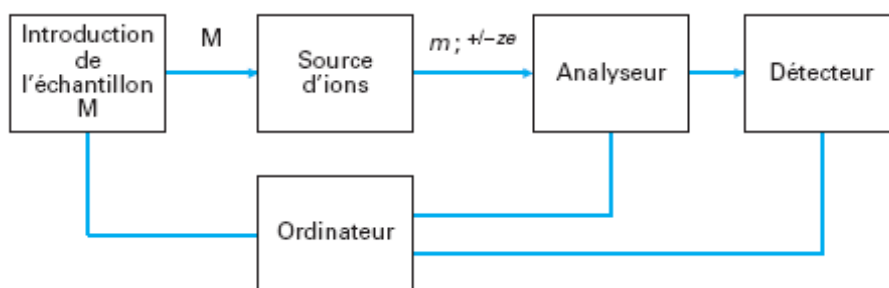 Introduction
de
l'échantillon
M
M
Source
d'ions
m ; +/–ze
Analyseur
Détecteur
Ordinateur